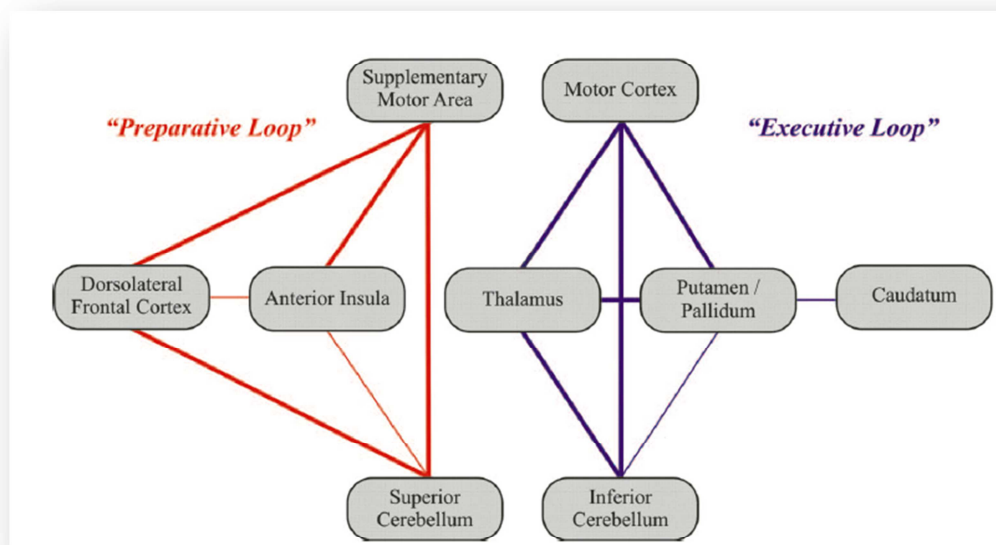 Supplementary
Motor Area
Motor Cortex
“Preparative Loop”
“Executive Loop”
Dorsolateral
Frontal Cortex
Anterior Insula
Thalamus
Putamen /
Pallidum
Caudatum
Superior
Cerebellum
Inferior
Cerebellum